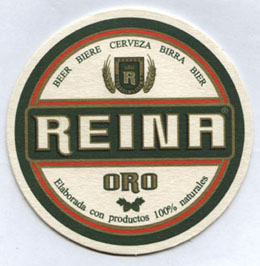 BEER BIERE CERVEZA BIRRA BIER
R
REINA®
ORO
Elaborada con productos 100% naturales